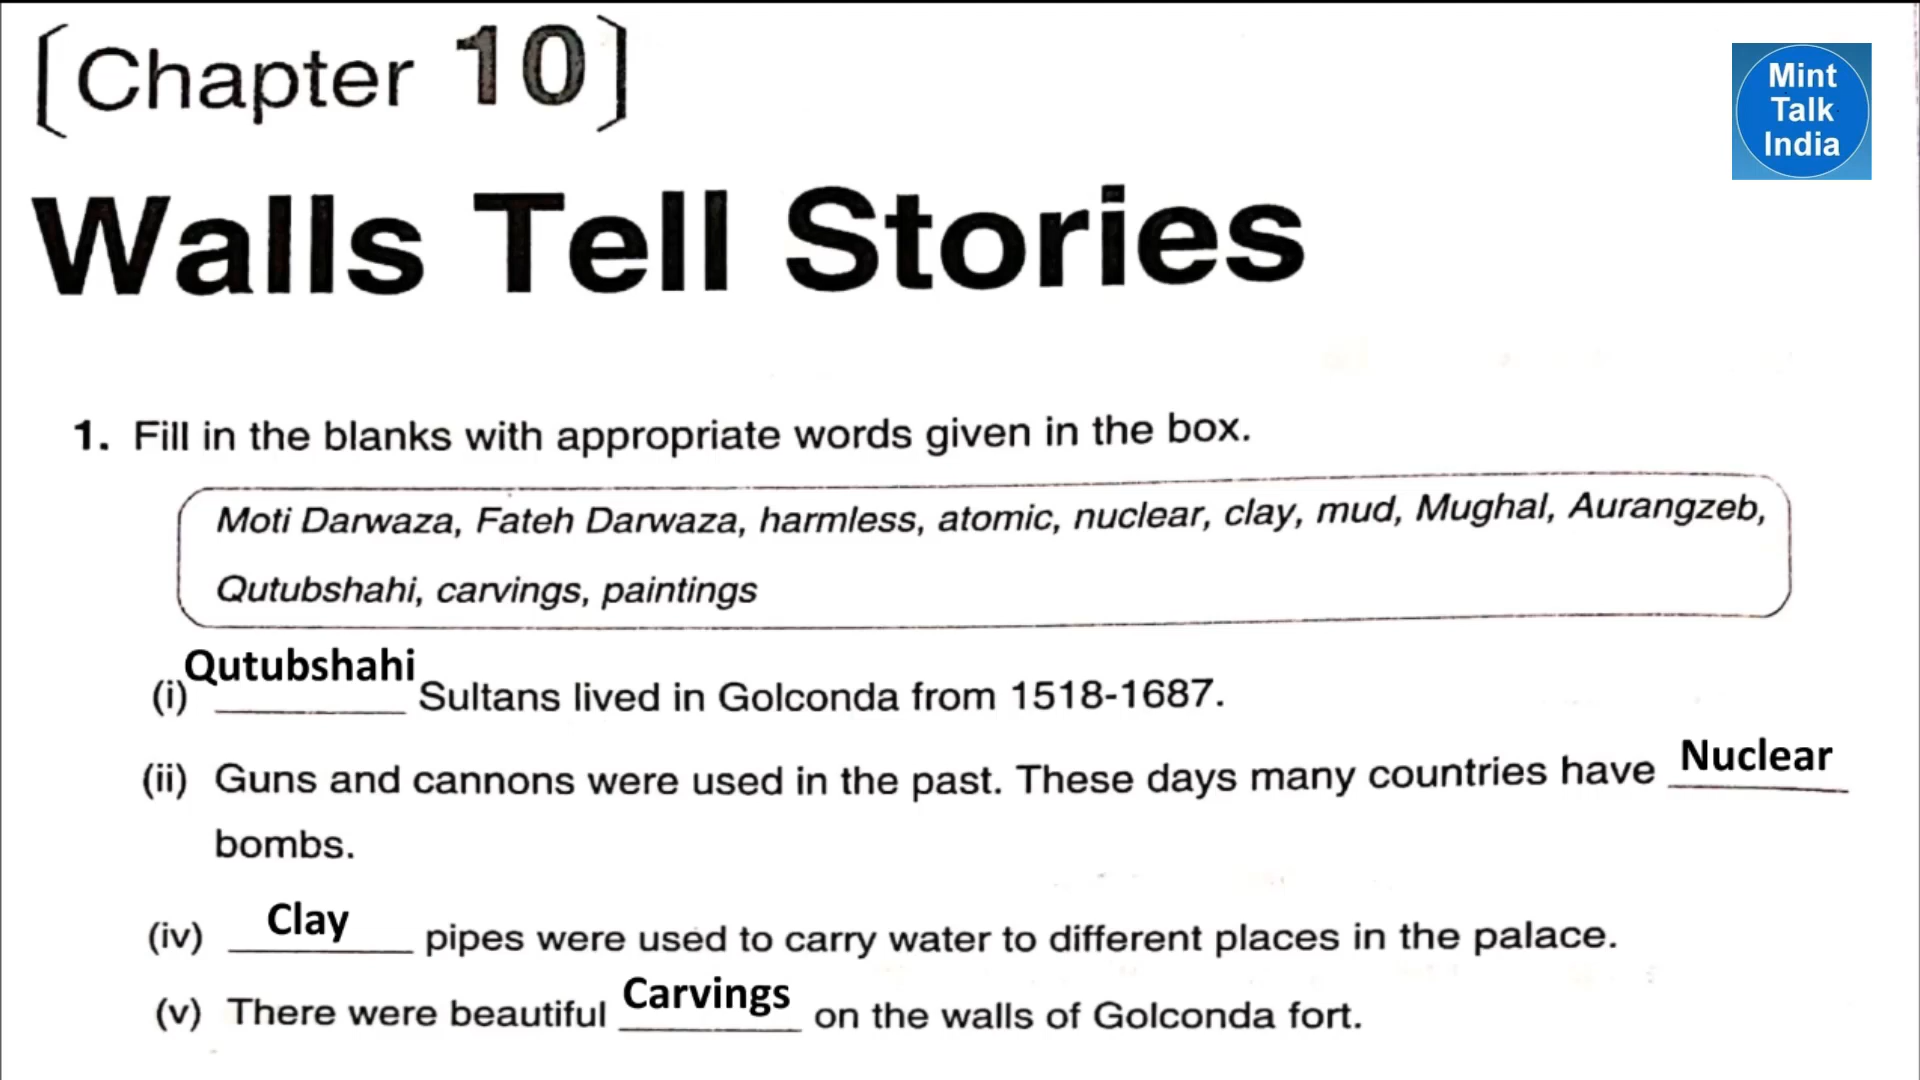 [Chapter 10]
Mint
Talk
India
Walls Tell Stories
1. Fill in the blanks with appropriate words given in the box.
Moti Darwaza, Fateh Darwaza, harmless, atomic, nuclear, clay, mud, Mughal, Aurangzeb,
Qutubshahi, carvings, paintings
(i) Qutubshahi Sultans lived in Golconda from 1518-1687.
(ii) Guns and cannons were used in the past. These days many countries have Nuclear
bombs.
(iv) Clay pipes were used to carry water to different places in the palace.
(v) There were beautiful Carvings on the walls of Golconda fort.